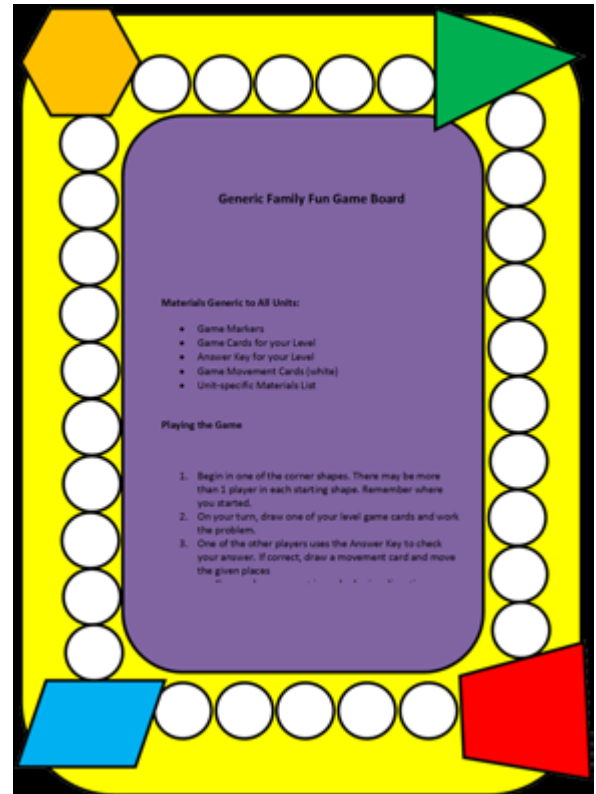 Generic Family Fun Game Board
Materials Generic to All Units:
• Game Markers
• Game Cards for your Level
• Answer Key for your Level
• Game Movement Cards (white)
• Unit-specific Materials List
Playing the Game
1. Begin in one of the corner shapes. There may be more
than 1 player in each starting shape. Remember where
you started.
2. On your turn, draw one of your level game cards and work
the problem.
3. One of the other players uses the Answer Key to check
your answer. If correct, draw a movement card and move
the given places